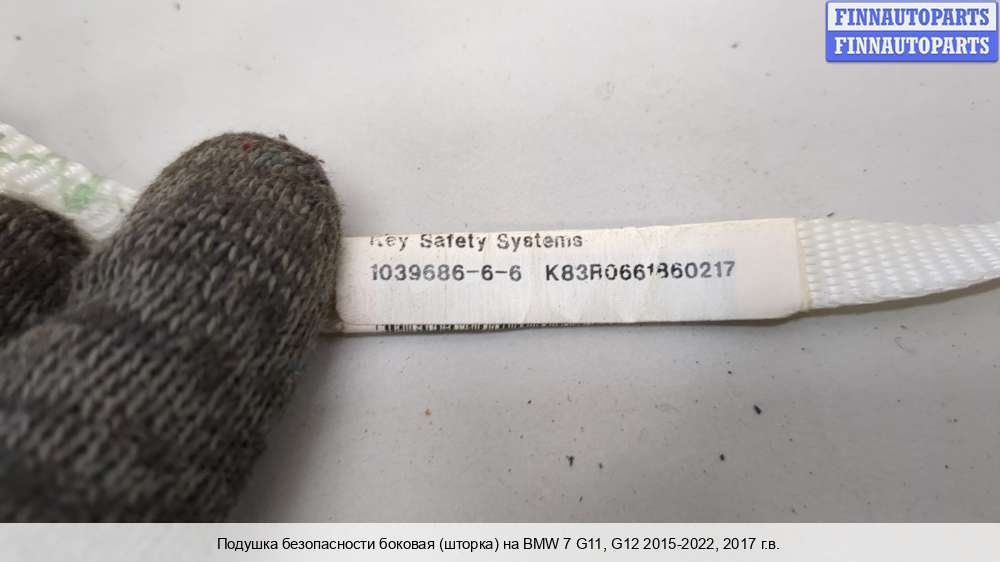 FINNAUTOPARTS
FINNAUTOPARTS
Key Safety Systems
1039686-6-6 K83R0661860217
Подушка безопасности боковая (шторка) на BMW 7 G11, G12 2015-2022, 2017 г.в.